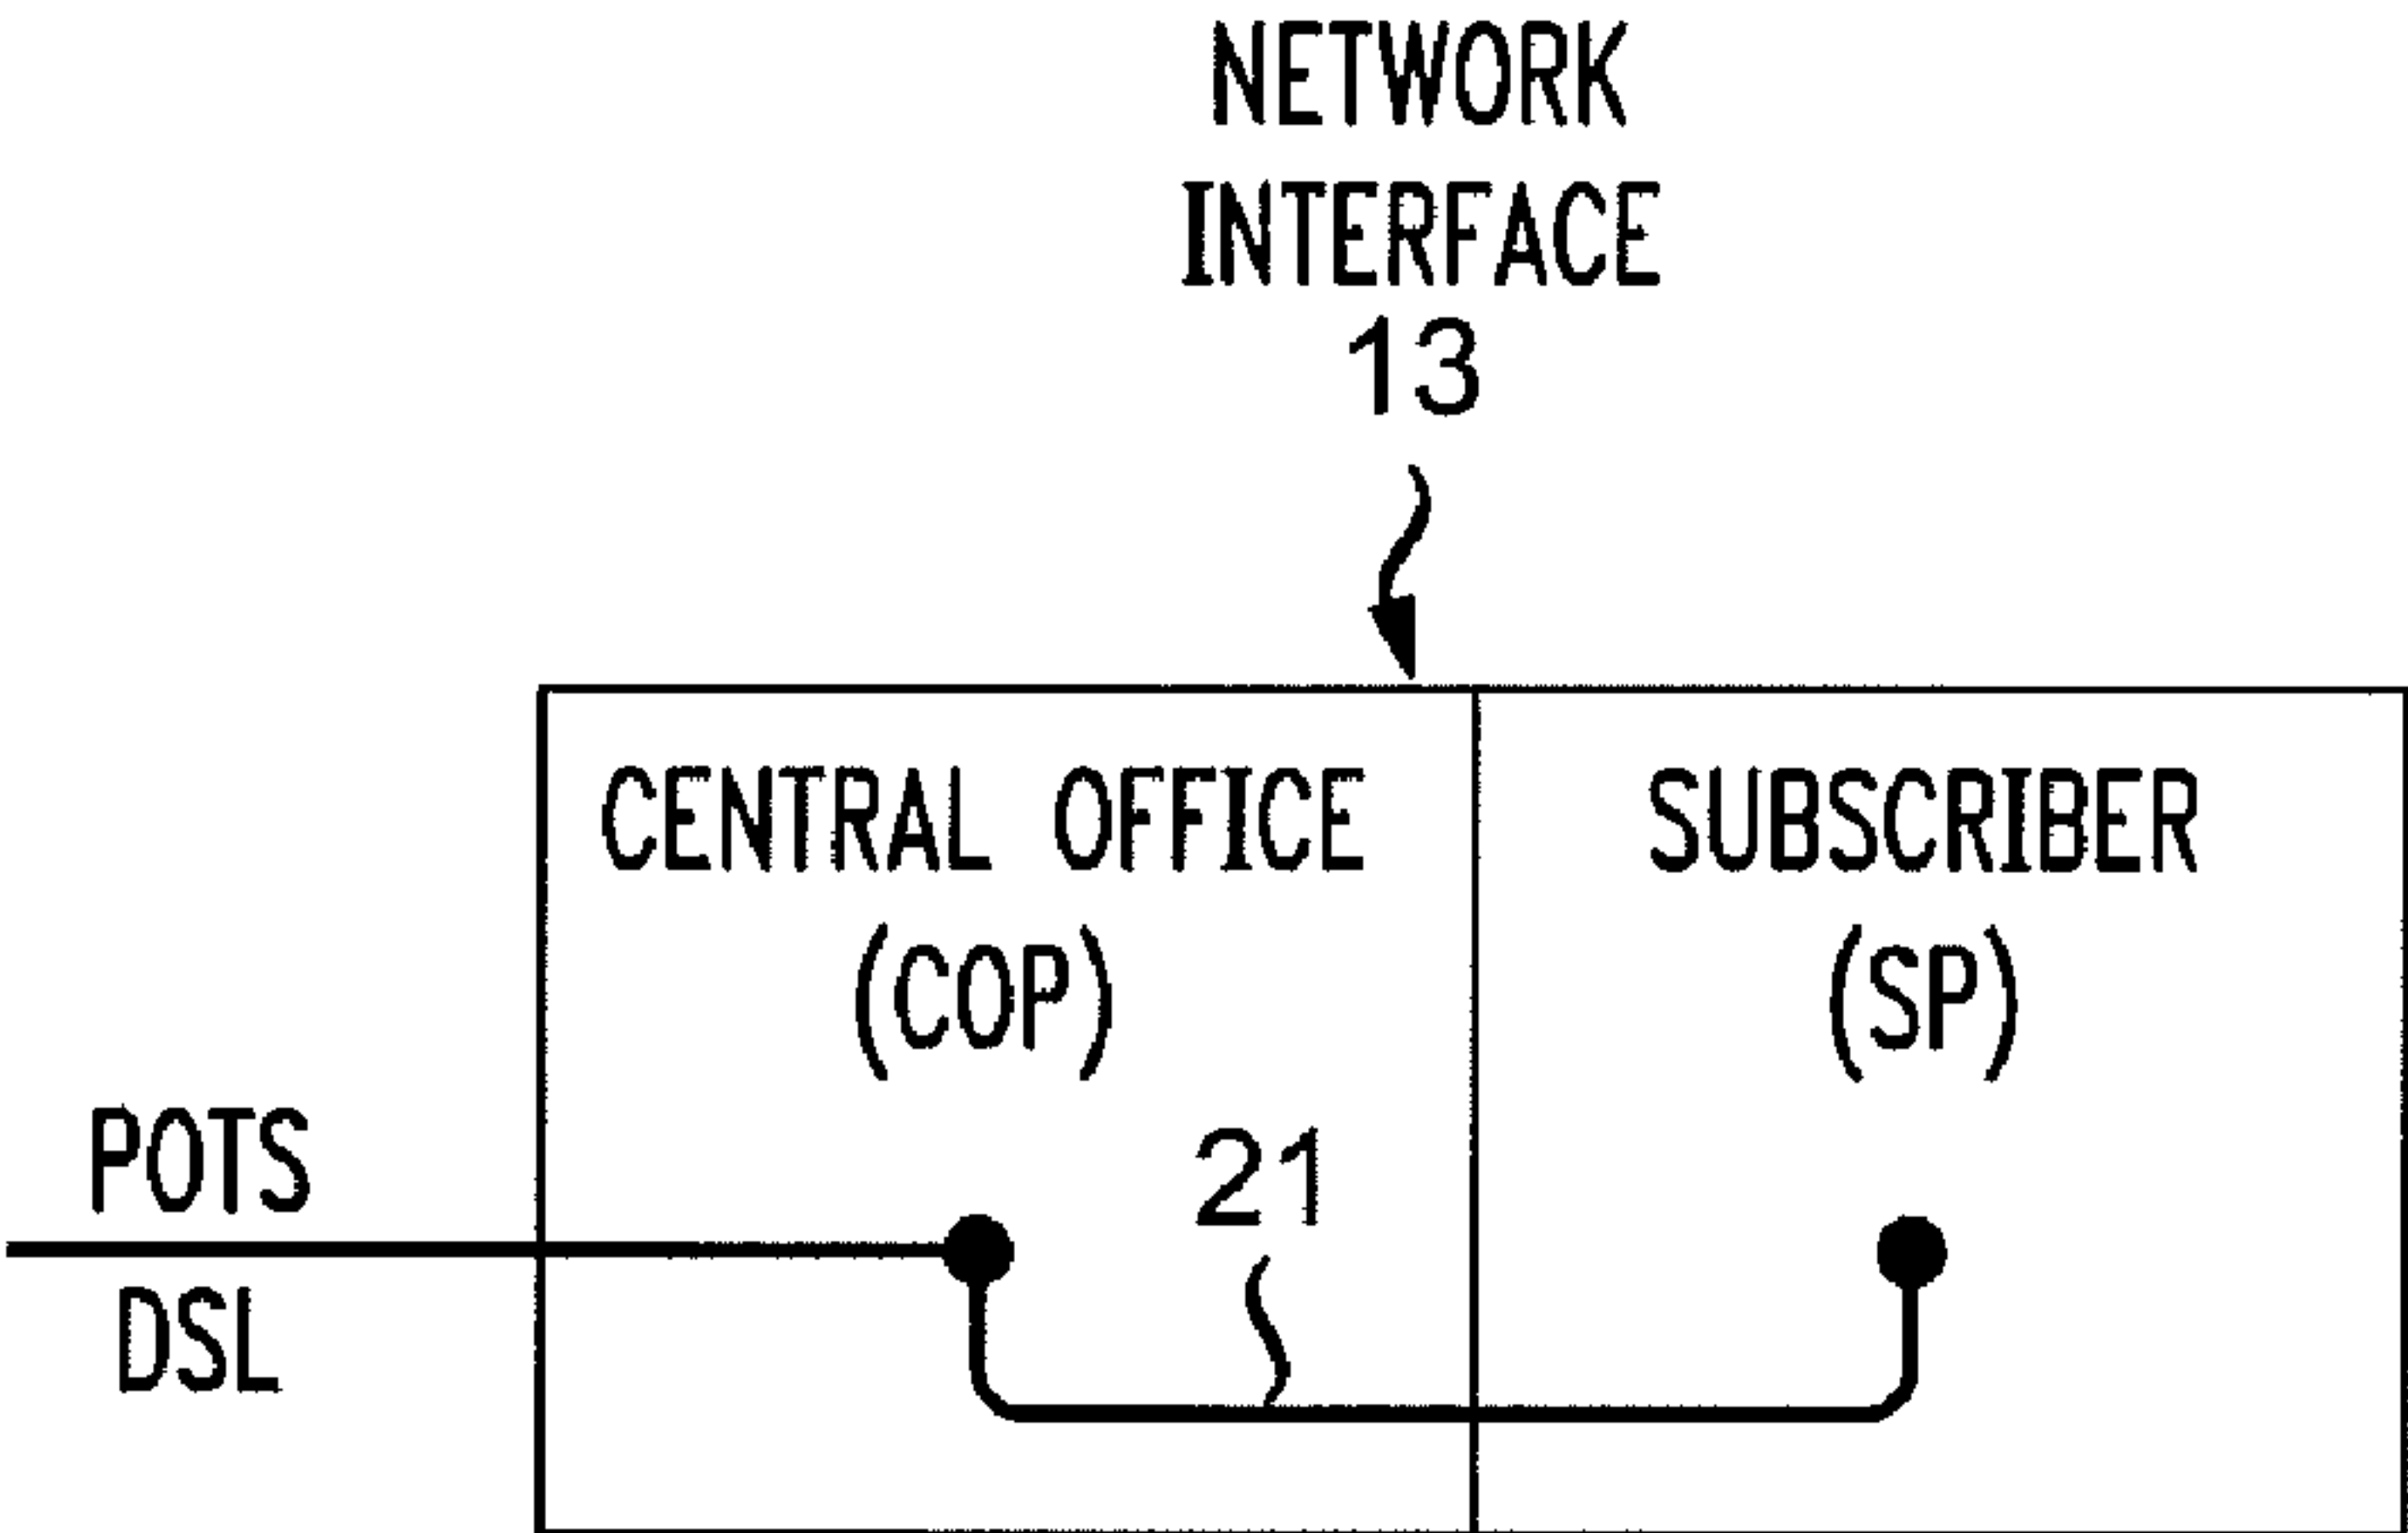 NETWORK
INTERFACE
13
CENTRAL OFFICE
(COP)
SUBSCRIBER
(SP)
POTS
DSL
21